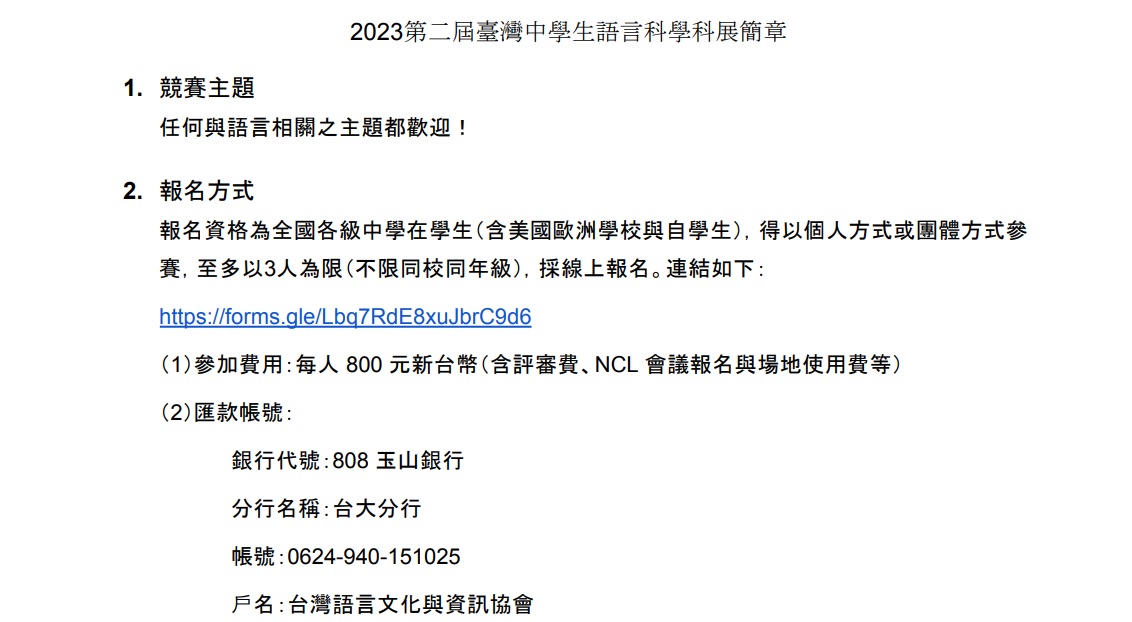 2023第二屆臺灣中學生語言科學科展簡章
1. 競賽主題
任何與語言相關之主題都歡迎！
2. 報名方式
報名資格為全國各級中學在學生（含美國歐洲學校與自學生），得以個人方式或團體方式參
賽，至多以3人為限（不限同校同年級），採線上報名。連結如下：
https://forms.gle/Lbq7RdE8xuJbrC9d6
（1）參加費用：每人 800 元新台幣（含評審費、NCL 會議報名與場地使用費等）
（2）匯款帳號：
銀行代號：808 玉山銀行
分行名稱：台大分行
帳號：0624-940-151025
戶名：台灣語言文化與資訊協會